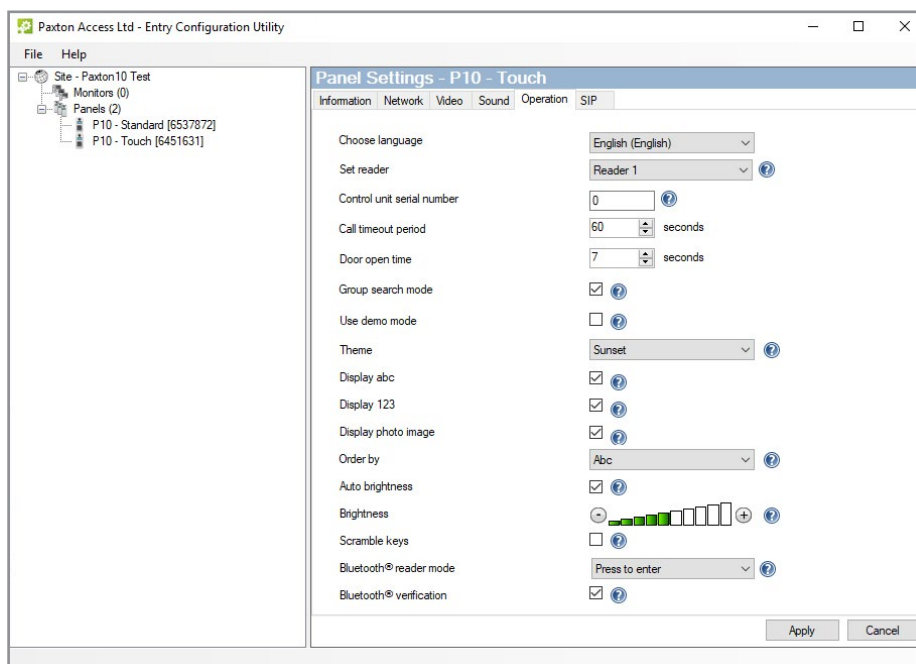 Paxton Access Ltd - Entry Configuration Utility
File Help
Site - Paxton10 Test
Monitors (0)
Panels (2)
P10 - Standard [6537872]
P10 - Touch [6451631]
Panel Settings - P10 - Touch
Information Network Video Sound Operation SIP
Choose language English (English)
Set reader Reader 1 ?
Control unit serial number 0 ?
Call timeout period 60 seconds
Door open time 7 seconds
Group search mode ?
Use demo mode ?
Theme Sunset ?
Display abc ?
Display 123 ?
Display photo image ?
Order by Abc ?
Auto brightness ?
Brightness - + ?
Scramble keys ?
Bluetooth® reader mode Press to enter ?
Bluetooth® verification ?
Apply Cancel